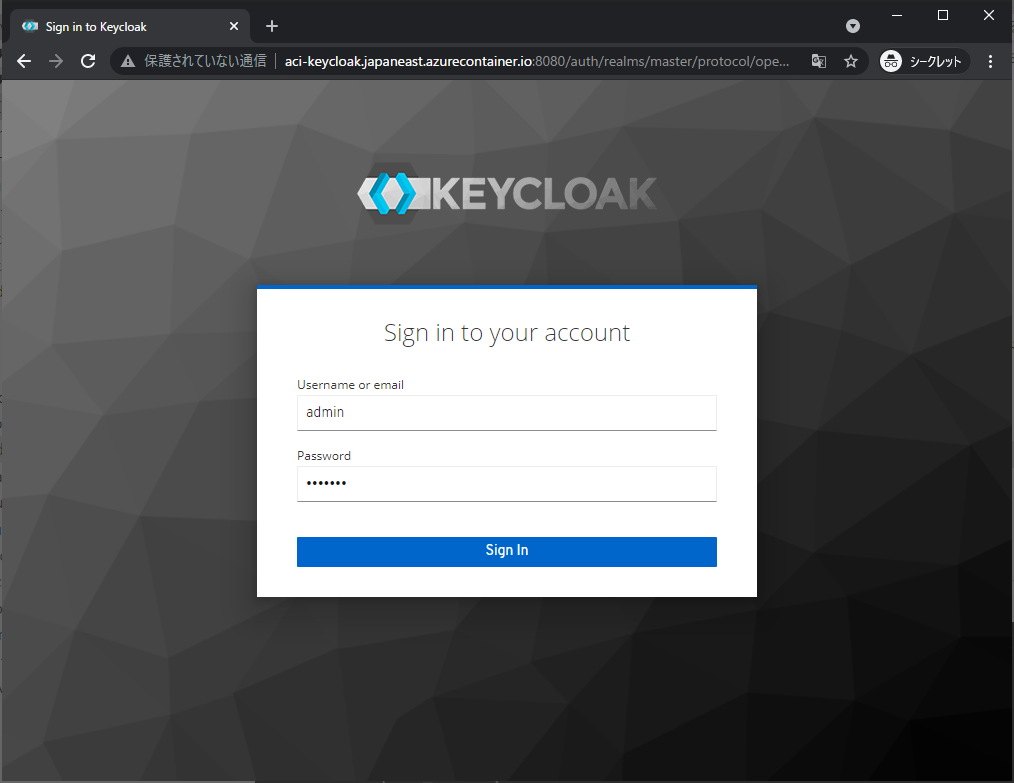 Sign in to Keycloak
保護されていない通信 aci-keycloak.japaneast.azurecontainer.io:8080/auth/realms/master/protocol/ope... シークレット
KEYCLOAK
Sign in to your account
Username or email
admin
Password
•••••••
Sign In